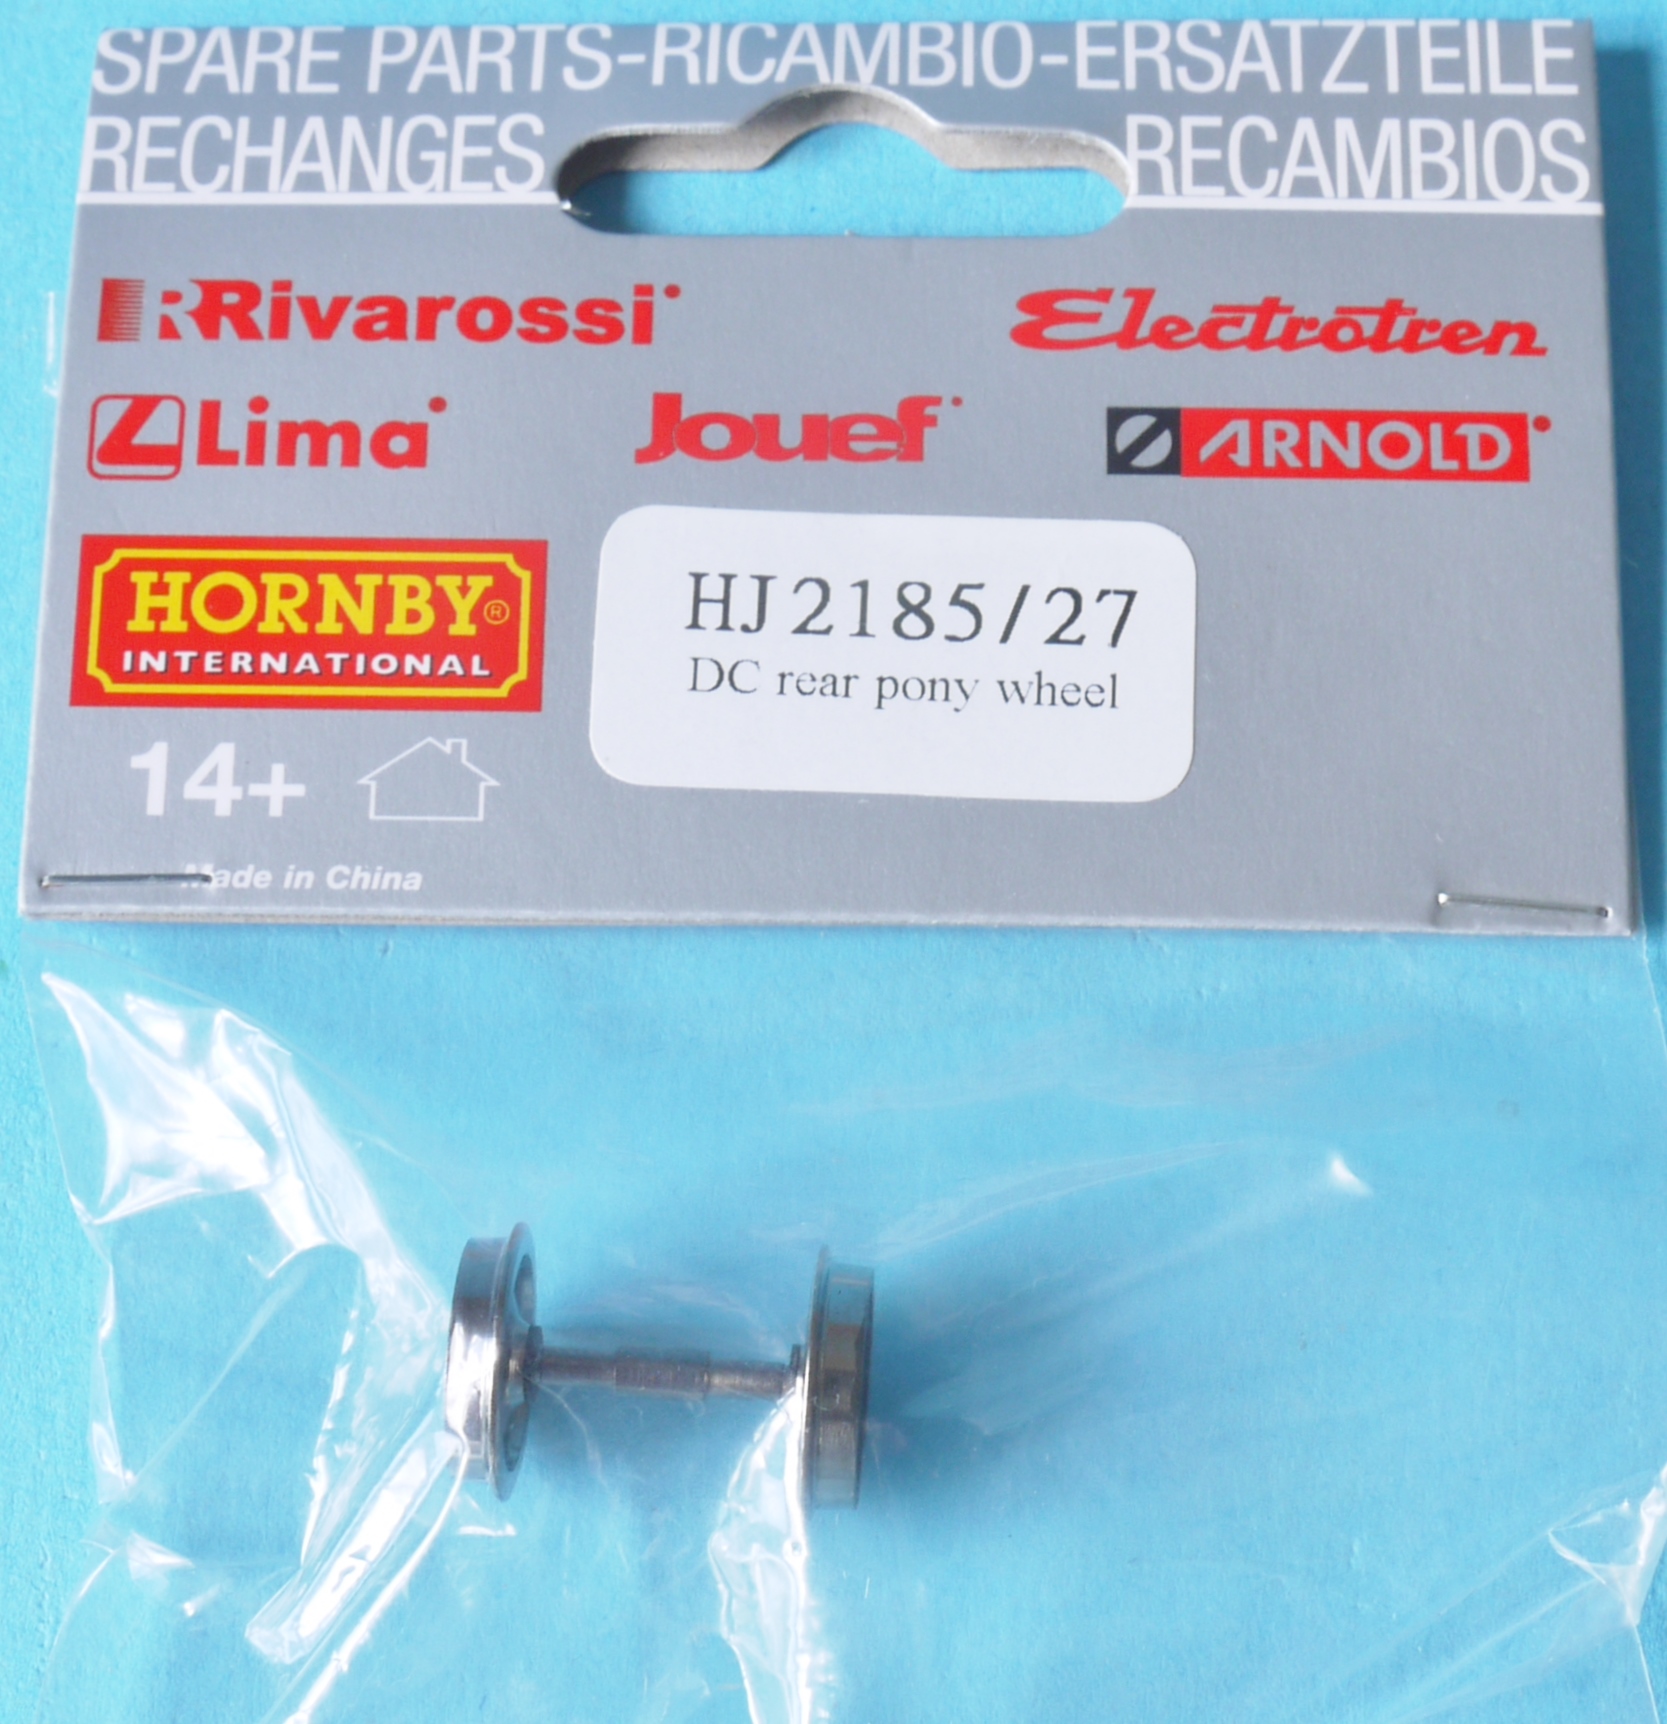 SPARE PARTS-RICAMBIO-ERSATZTEILE
RECHANGES RECAMBIOS
Rivarossi Electrotren
Lima Jouef ARNOLD
HORNBY®
INTERNATIONAL
HJ2185/27
DC rear pony wheel
14+
Made in China